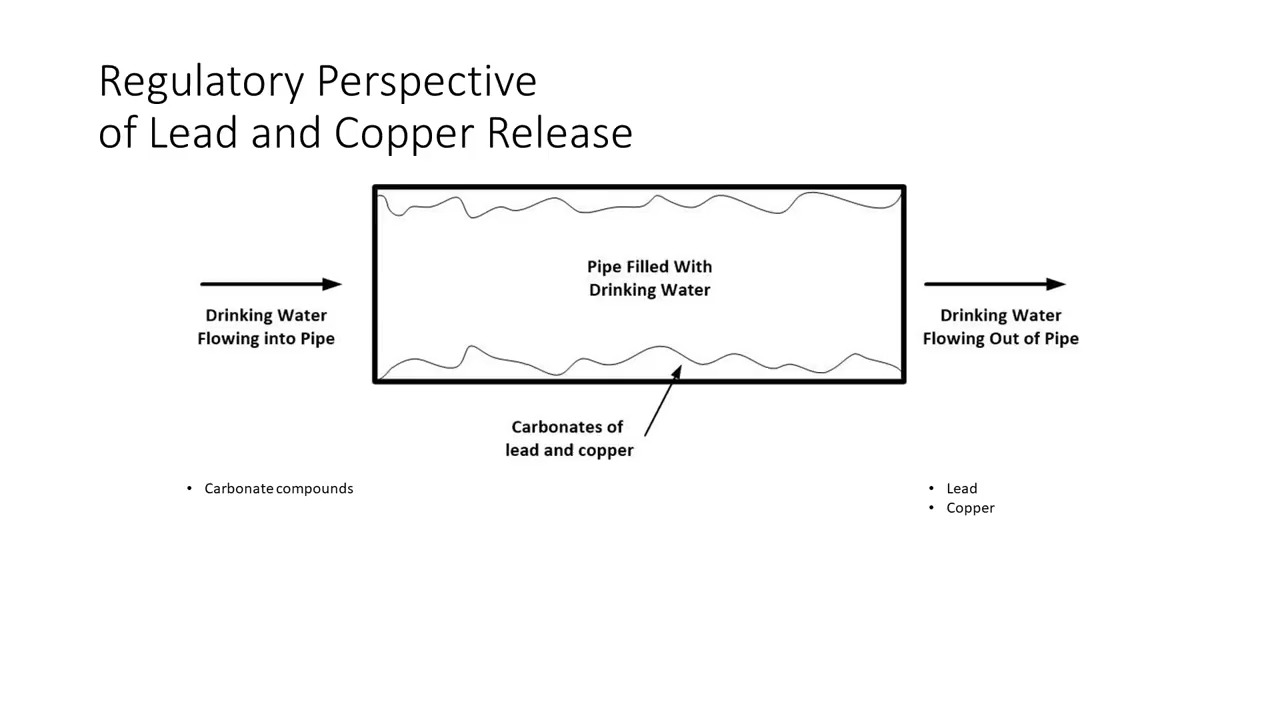 Regulatory Perspective
of Lead and Copper Release
Pipe Filled With
Drinking Water
Drinking Water
Flowing into Pipe
Drinking Water
Flowing Out of Pipe
Carbonates of
lead and copper
• Carbonate compounds
• Lead
• Copper